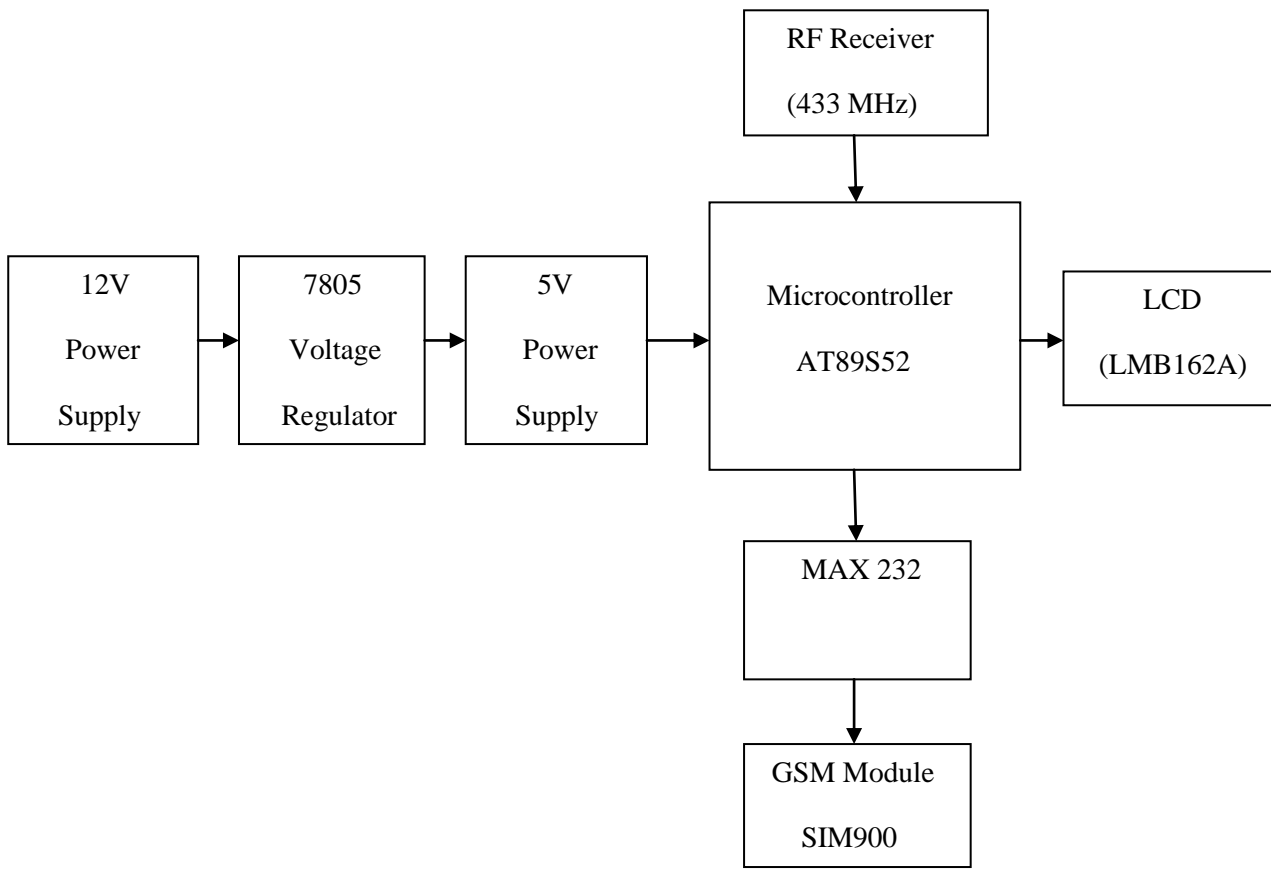 RF Receiver
(433 MHz)
12V
Power
Supply
7805
Voltage
Regulator
5V
Power
Supply
Microcontroller
AT89S52
LCD
(LMB162A)
MAX 232
GSM Module
SIM900